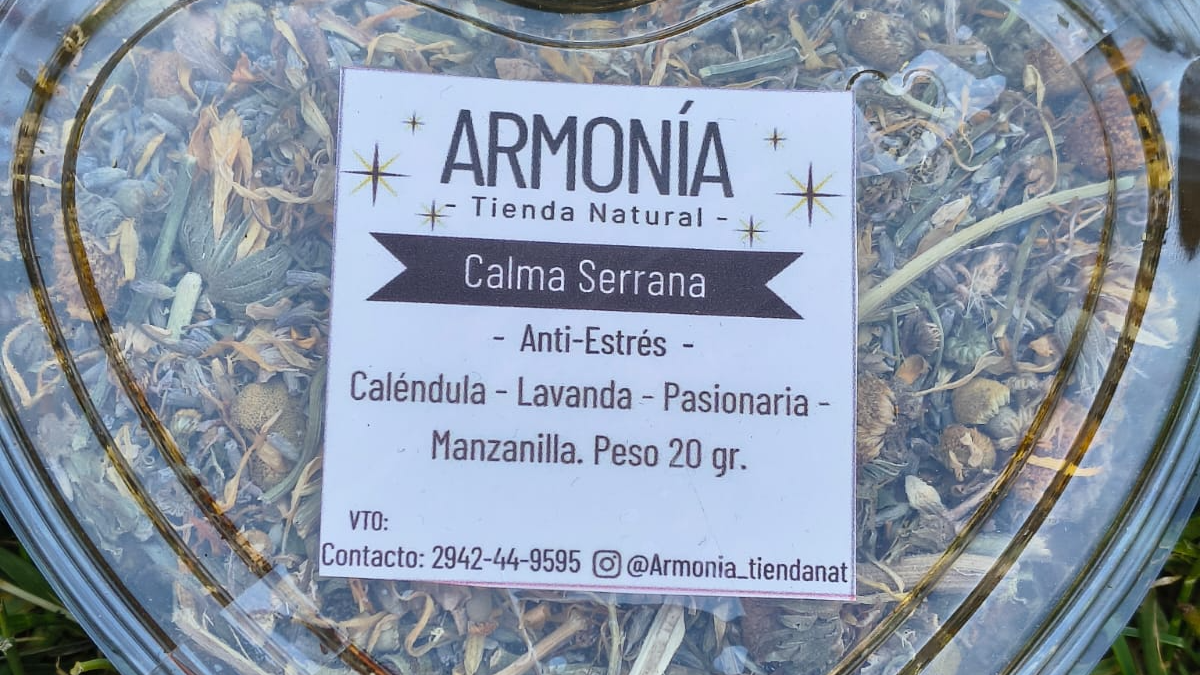 ARMONÍA
- Tienda Natural -
Calma Serrana
- Anti-Estrés -
Caléndula - Lavanda - Pasionaria -
Manzanilla. Peso 20 gr.
VTO:
Contacto: 2942-44-9595 @Armonia_tiendanat